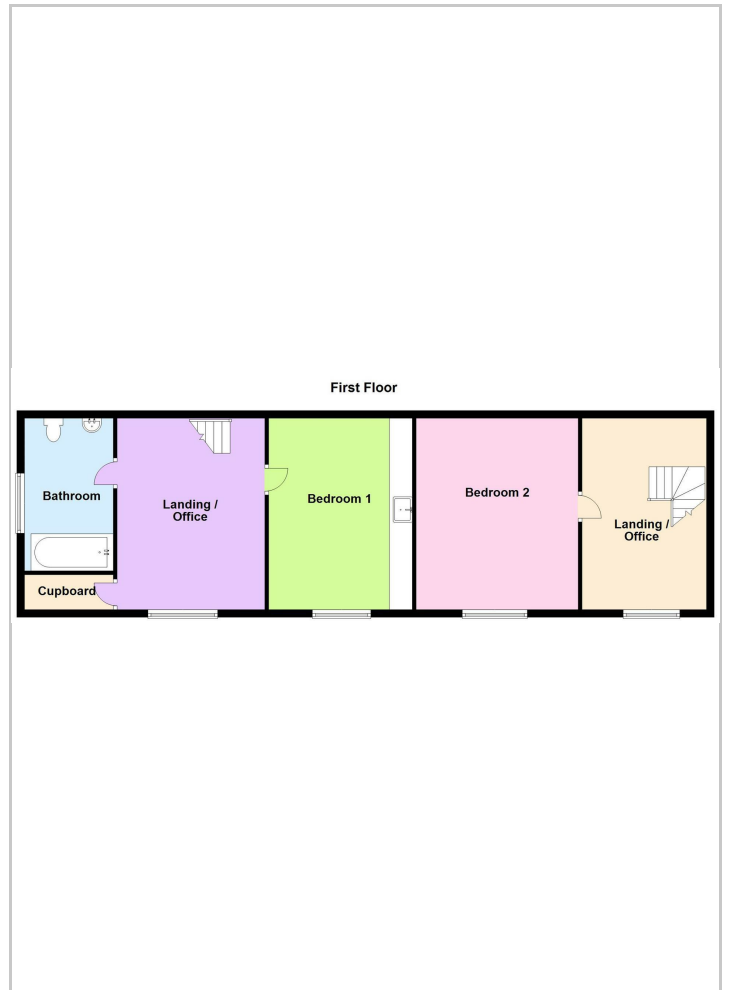 First Floor
Bathroom
Landing /
Office
Bedroom 1
Bedroom 2
Landing /
Office
Cupboard